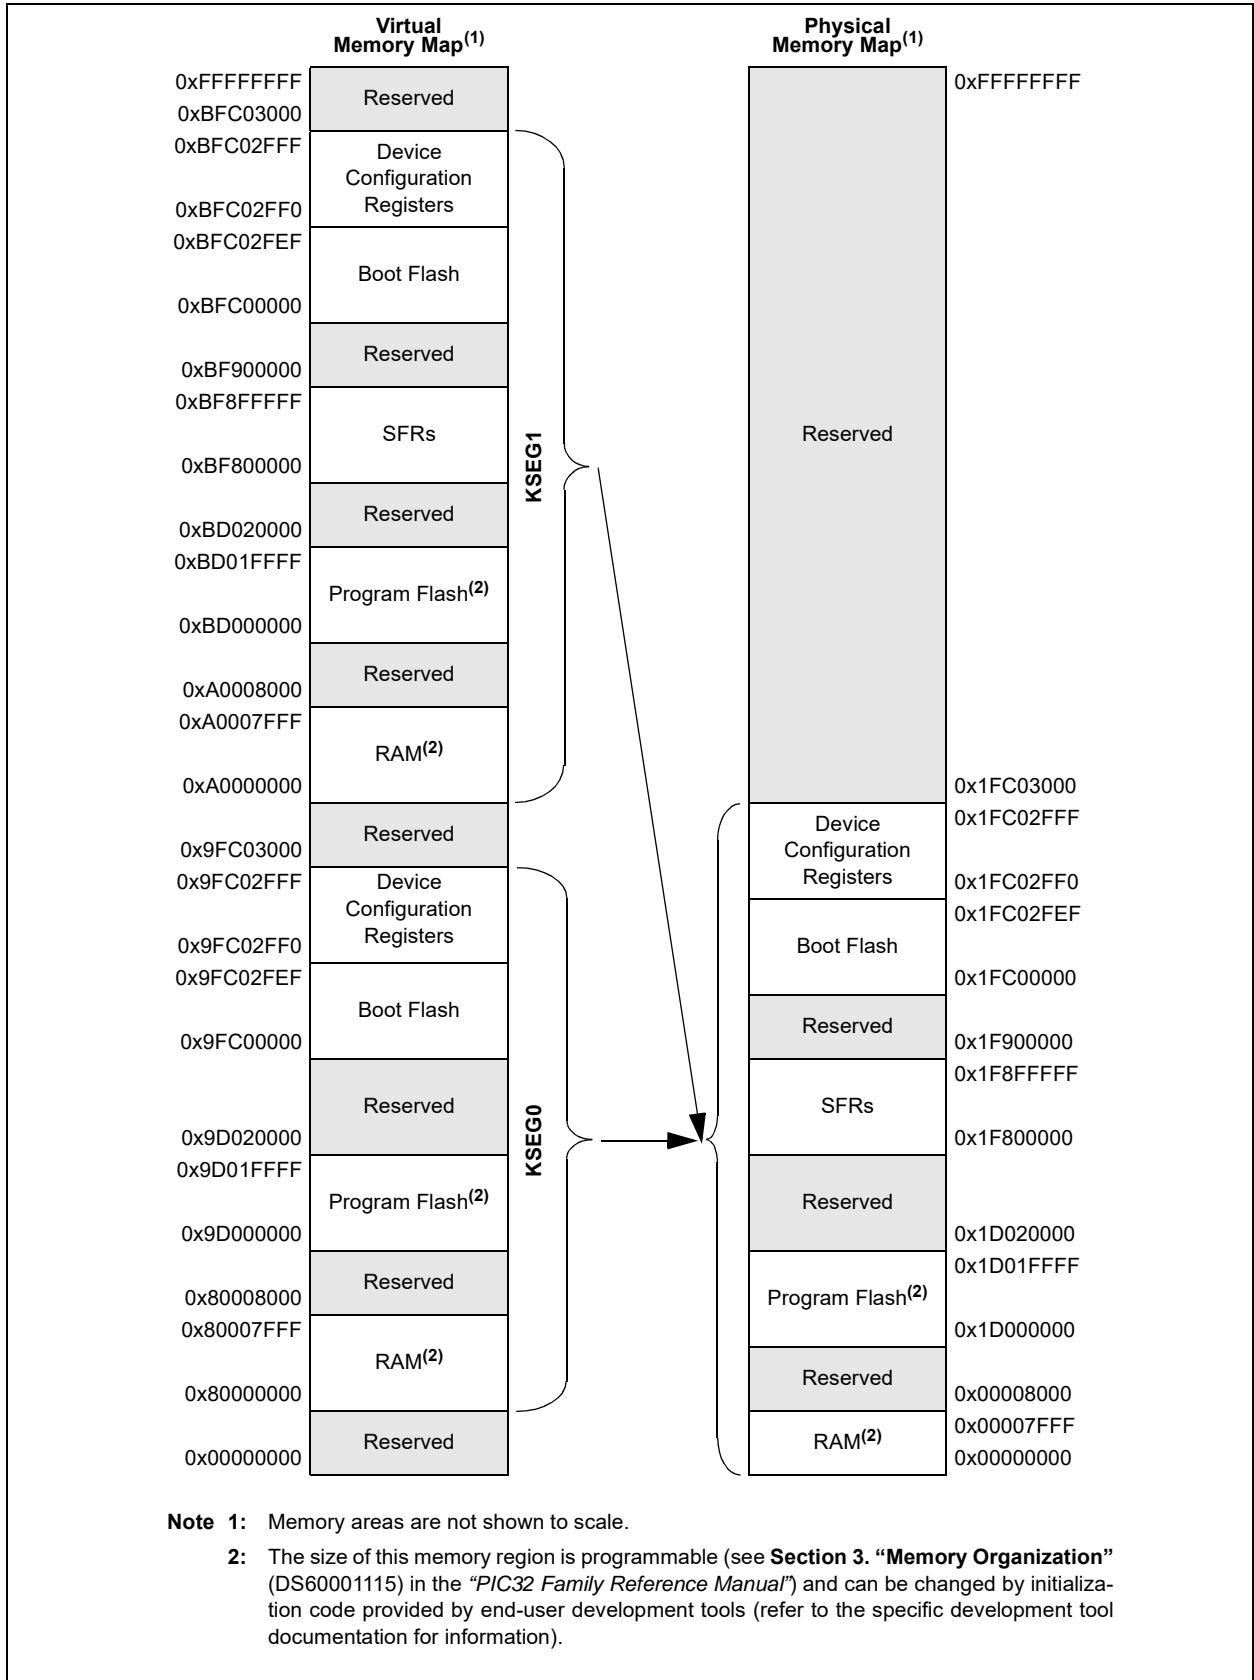 Virtual
Memory Map(1)
0xFFFFFFFF
Reserved
0xBFC03000
0xBFC02FFF
Device
Configuration
Registers
0xBFC02FF0
0xBFC02FEF
Boot Flash
0xBFC00000
Reserved
0xBF900000
0xBF8FFFFF
SFRs
0xBF800000
Reserved
0xBD020000
0xBD01FFFF
Program Flash(2)
0xBD000000
Reserved
0xA0008000
0xA0007FFF
RAM(2)
0xA0000000
KSEG1
Reserved
0x9FC03000
0x9FC02FFF
Device
Configuration
Registers
0x9FC02FF0
0x9FC02FEF
Boot Flash
0x9FC00000
Reserved
0x9D020000
0x9D01FFFF
Program Flash(2)
0x9D000000
Reserved
0x80008000
0x80007FFF
RAM(2)
0x80000000
KSEG0
Reserved
0x00000000
Physical
Memory Map(1)
0xFFFFFFFF
Reserved
0x1FC03000
0x1FC02FFF
Device
Configuration
Registers
0x1FC02FF0
0x1FC02FEF
Boot Flash
0x1FC00000
Reserved
0x1F900000
0x1F8FFFFF
SFRs
0x1F800000
Reserved
0x1D020000
0x1D01FFFF
Program Flash(2)
0x1D000000
Reserved
0x00008000
0x00007FFF
RAM(2)
0x00000000
Note 1: Memory areas are not shown to scale.
2: The size of this memory region is programmable (see Section 3. “Memory Organization”
(DS60001115) in the “PIC32 Family Reference Manual”) and can be changed by initializa-
tion code provided by end-user development tools (refer to the specific development tool
documentation for information).